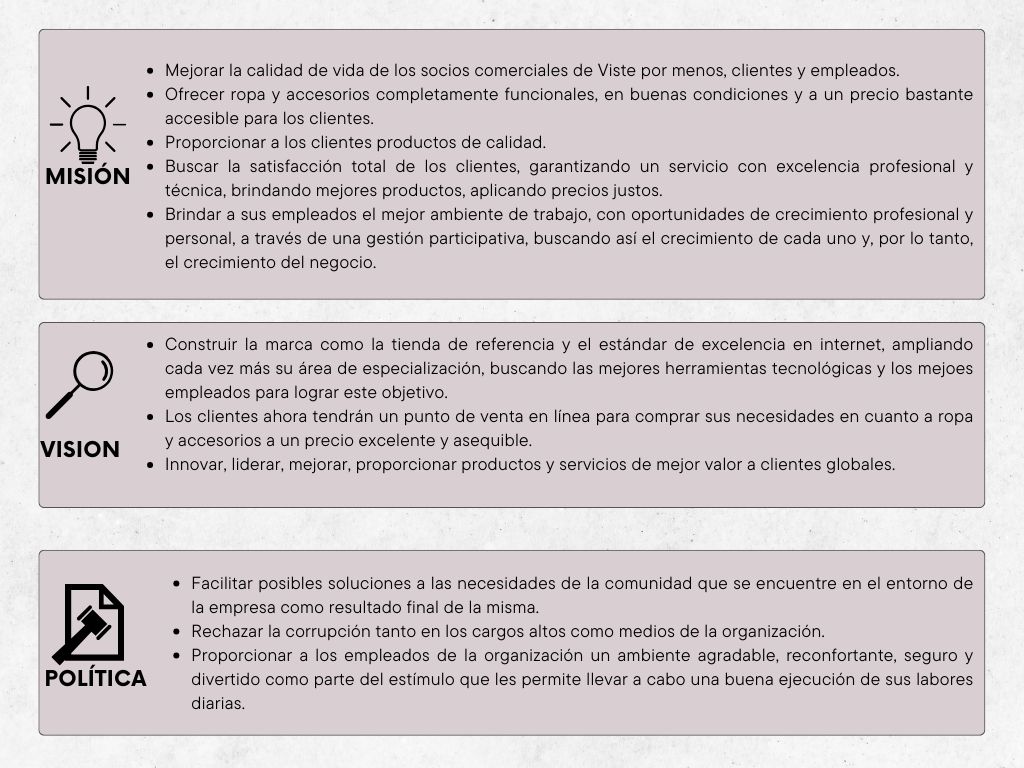 MISIÓN
• Mejorar la calidad de vida de los socios comerciales de Viste por menos, clientes y empleados.
• Ofrecer ropa y accesorios completamente funcionales, en buenas condiciones y a un precio bastante
accesible para los clientes.
• Proporcionar a los clientes productos de calidad.
• Buscar la satisfacción total de los clientes, garantizando un servicio con excelencia profesional y
técnica, brindando mejores productos, aplicando precios justos.
• Brindar a sus empleados el mejor ambiente de trabajo, con oportunidades de crecimiento profesional y
personal, a través de una gestión participativa, buscando así el crecimiento de cada uno y, por lo tanto,
el crecimiento del negocio.
VISION
• Construir la marca como la tienda de referencia y el estándar de excelencia en internet, ampliando
cada vez más su área de especialización, buscando las mejores herramientas tecnológicas y los mejoes
empleados para lograr este objetivo.
• Los clientes ahora tendrán un punto de venta en línea para comprar sus necesidades en cuanto a ropa
y accesorios a un precio excelente y asequible.
• Innovar, liderar, mejorar, proporcionar productos y servicios de mejor valor a clientes globales.
POLÍTICA
• Facilitar posibles soluciones a las necesidades de la comunidad que se encuentre en el entorno de
la empresa como resultado final de la misma.
• Rechazar la corrupción tanto en los cargos altos como medios de la organización.
• Proporcionar a los empleados de la organización un ambiente agradable, reconfortante, seguro y
divertido como parte del estímulo que les permite llevar a cabo una buena ejecución de sus labores
diarias.